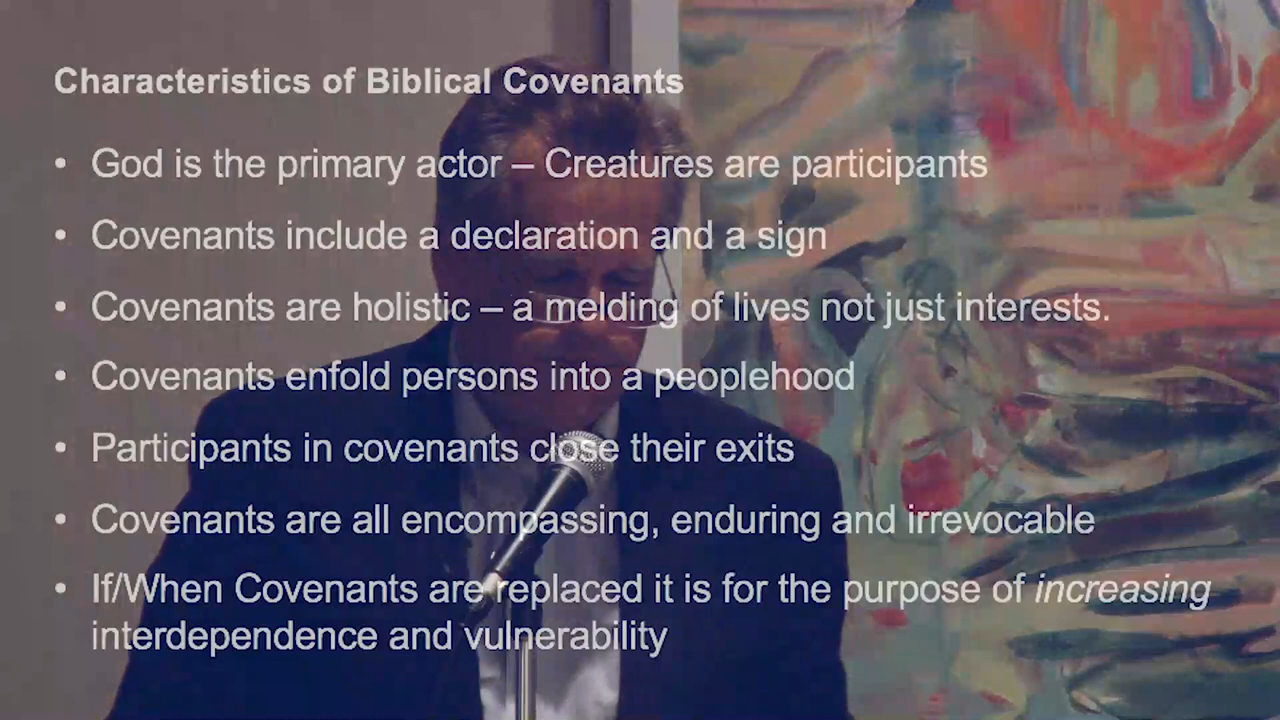 Characteristics of Biblical Covenants
• God is the primary actor – Creatures are participants
• Covenants include a declaration and a sign
• Covenants are holistic – a melding of lives not just interests.
• Covenants enfold persons into a peoplehood
• Participants in covenants close their exits
• Covenants are all encompassing, enduring and irrevocable
• If/When Covenants are replaced it is for the purpose of increasing
interdependence and vulnerability